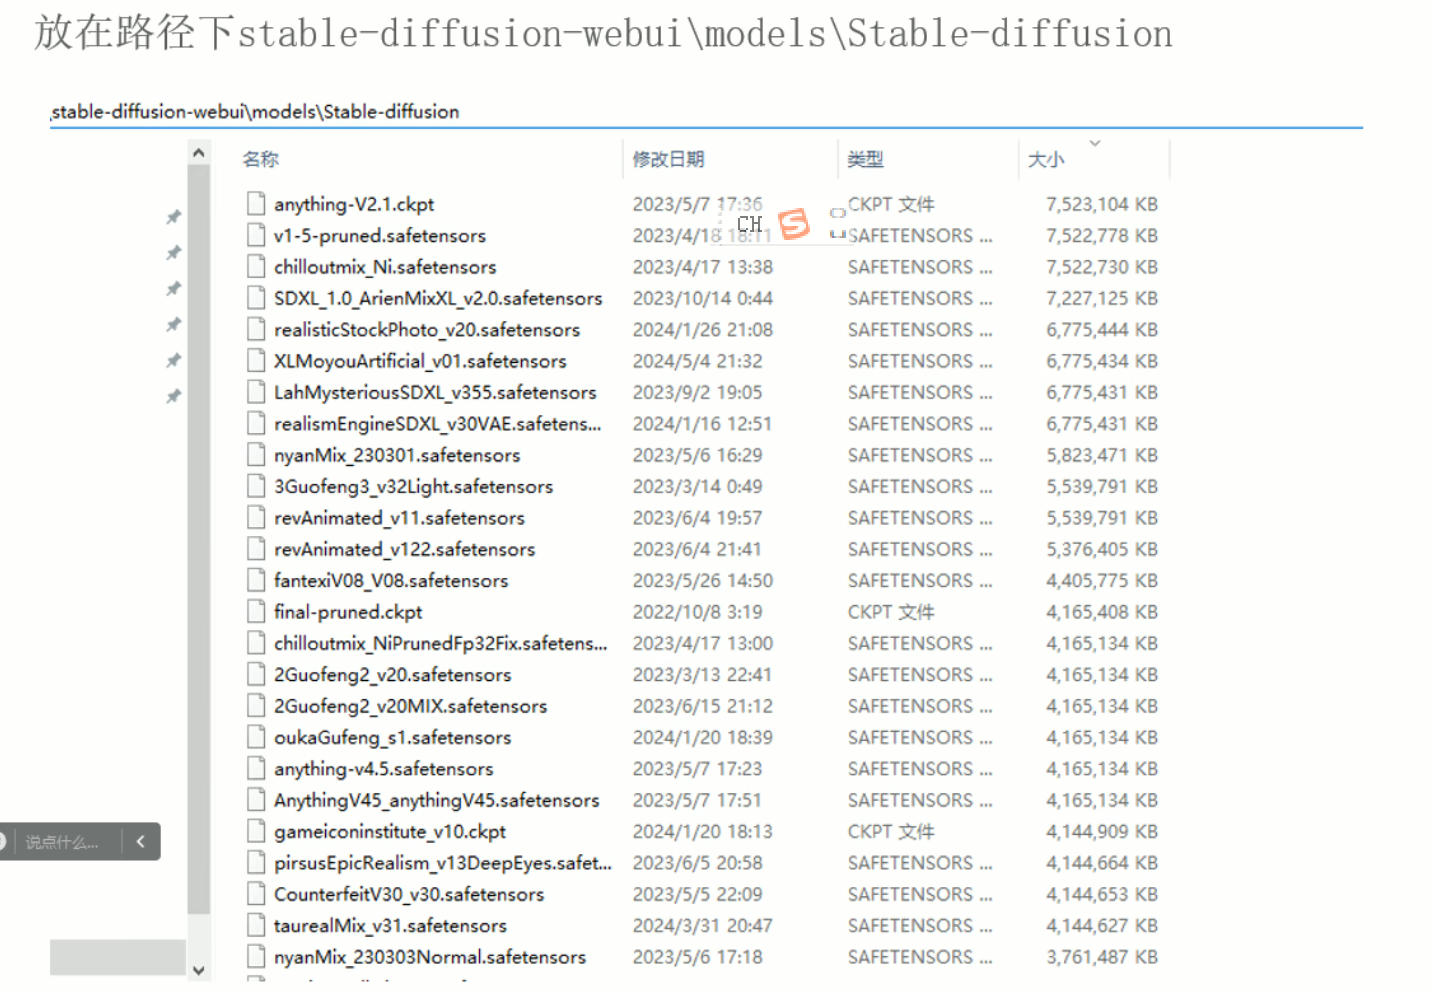 放在路径下stable-diffusion-webui\models\Stable-diffusion
stable-diffusion-webui\models\Stable-diffusion
名称 修改日期 类型 大小
anything-V2.1.ckpt 2023/5/7 17:36 CKPT 文件 7,523,104 KB
CH
v1-5-pruned.safetensors 2023/4/18 18:11 SAFETENSORS ... 7,522,778 KB
chilloutmix_Ni.safetensors 2023/4/17 13:38 SAFETENSORS ... 7,522,730 KB
SDXL_1.0_ArienMixXL_v2.0.safetensors 2023/10/14 0:44 SAFETENSORS ... 7,227,125 KB
realisticStockPhoto_v20.safetensors 2024/1/26 21:08 SAFETENSORS ... 6,775,444 KB
XLMoyouArtificial_v01.safetensors 2024/5/4 21:32 SAFETENSORS ... 6,775,434 KB
LahMysteriousSDXL_v355.safetensors 2023/9/2 19:05 SAFETENSORS ... 6,775,431 KB
realismEngineSDXL_v30VAE.safetens... 2024/1/16 12:51 SAFETENSORS ... 6,775,431 KB
nyanMix_230301.safetensors 2023/5/6 16:29 SAFETENSORS ... 5,823,471 KB
3Guofeng3_v32Light.safetensors 2023/3/14 0:49 SAFETENSORS ... 5,539,791 KB
revAnimated_v11.safetensors 2023/6/4 19:57 SAFETENSORS ... 5,539,791 KB
revAnimated_v122.safetensors 2023/6/4 21:41 SAFETENSORS ... 5,376,405 KB
fantexiV08_V08.safetensors 2023/5/26 14:50 SAFETENSORS ... 4,405,775 KB
final-pruned.ckpt 2022/10/8 3:19 CKPT 文件 4,165,408 KB
chilloutmix_NiPrunedFp32Fix.safetens... 2023/4/17 13:00 SAFETENSORS ... 4,165,134 KB
2Guofeng2_v20.safetensors 2023/3/13 22:41 SAFETENSORS ... 4,165,134 KB
2Guofeng2_v20MIX.safetensors 2023/6/15 21:12 SAFETENSORS ... 4,165,134 KB
oukaGufeng_s1.safetensors 2024/1/20 18:39 SAFETENSORS ... 4,165,134 KB
anything-v4.5.safetensors 2023/5/7 17:23 SAFETENSORS ... 4,165,134 KB
AnythingV45_anythingV45.safetensors 2023/5/7 17:51 SAFETENSORS ... 4,165,134 KB
说点什么...
gameiconinstitute_v10.ckpt 2024/1/20 18:13 CKPT 文件 4,144,909 KB
pirsusEpicRealism_v13DeepEyes.safet... 2023/6/5 20:58 SAFETENSORS ... 4,144,664 KB
CounterfeitV30_v30.safetensors 2023/5/5 22:09 SAFETENSORS ... 4,144,653 KB
taurealMix_v31.safetensors 2024/3/31 20:47 SAFETENSORS ... 4,144,627 KB
nyanMix_230303Normal.safetensors 2023/5/6 17:18 SAFETENSORS ... 3,761,487 KB